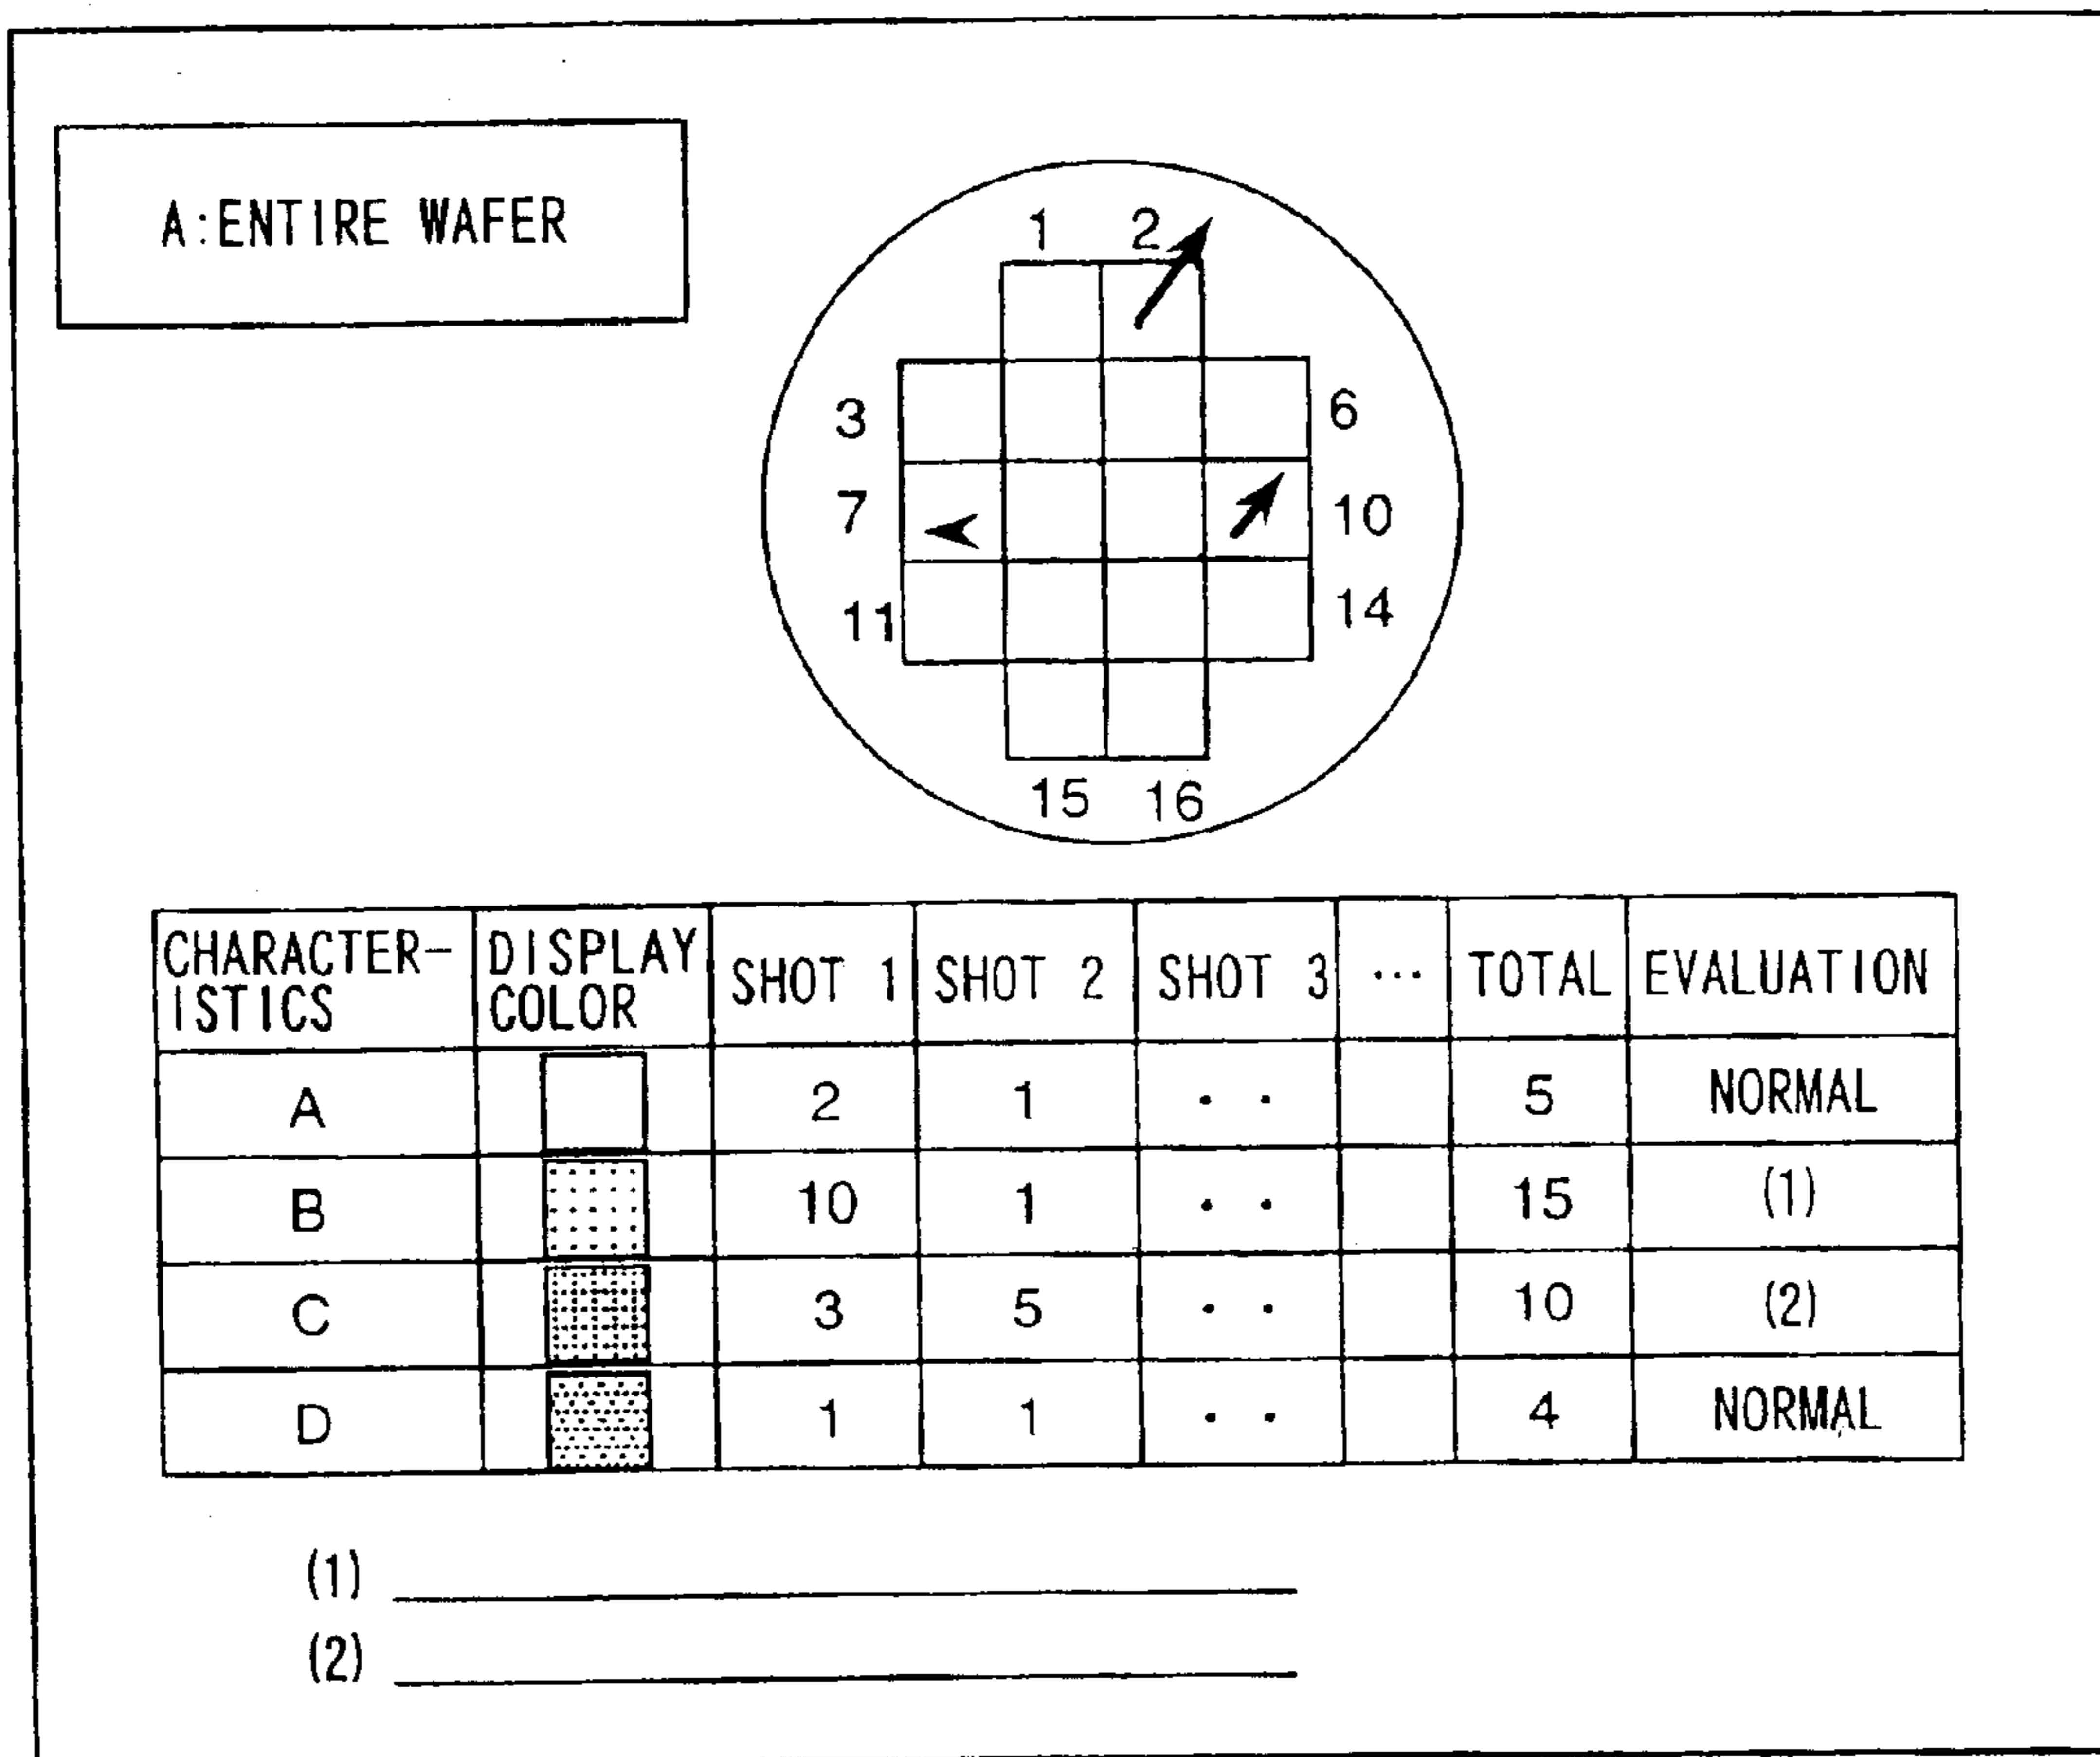 A:ENTIRE WAFER
1 2
3 6
7 10
11 14
15 16
CHARACTER-ISTICS DISPLAY COLOR SHOT 1 SHOT 2 SHOT 3 ... TOTAL EVALUATION
A 2 1 . . 5 NORMAL
B 10 1 . . 15 (1)
C 3 5 . . 10 (2)
D 1 1 . . 4 NORMAL
(1)
(2)